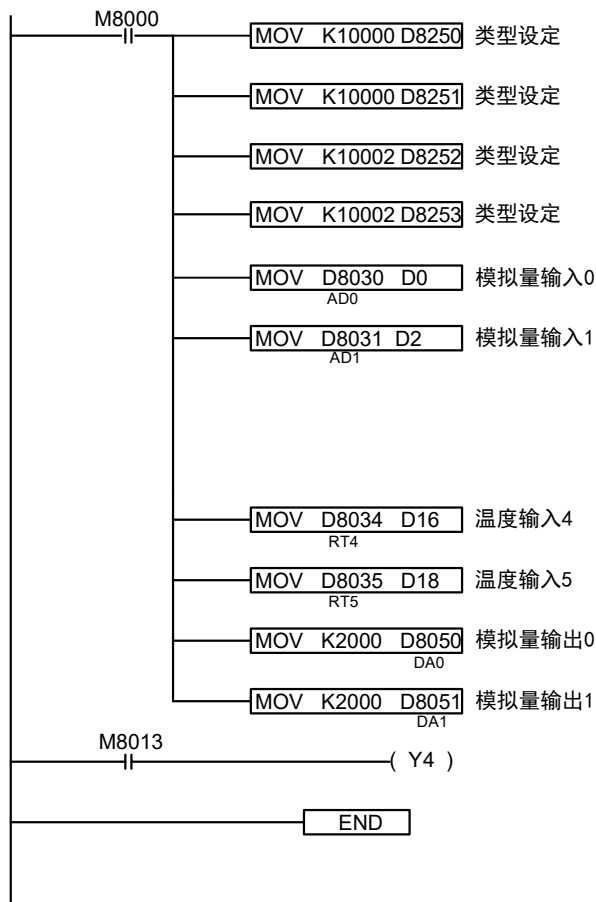 M8000
MOV K10000 D8250 类型设定
MOV K10000 D8251 类型设定
MOV K10002 D8252 类型设定
MOV K10002 D8253 类型设定
MOV D8030 D0 模拟量输入0
AD0
MOV D8031 D2 模拟量输入1
AD1
MOV D8034 D16 温度输入4
RT4
MOV D8035 D18 温度输入5
RT5
MOV K2000 D8050 模拟量输出0
DA0
MOV K2000 D8051 模拟量输出1
DA1
M8013
( Y4 )
END